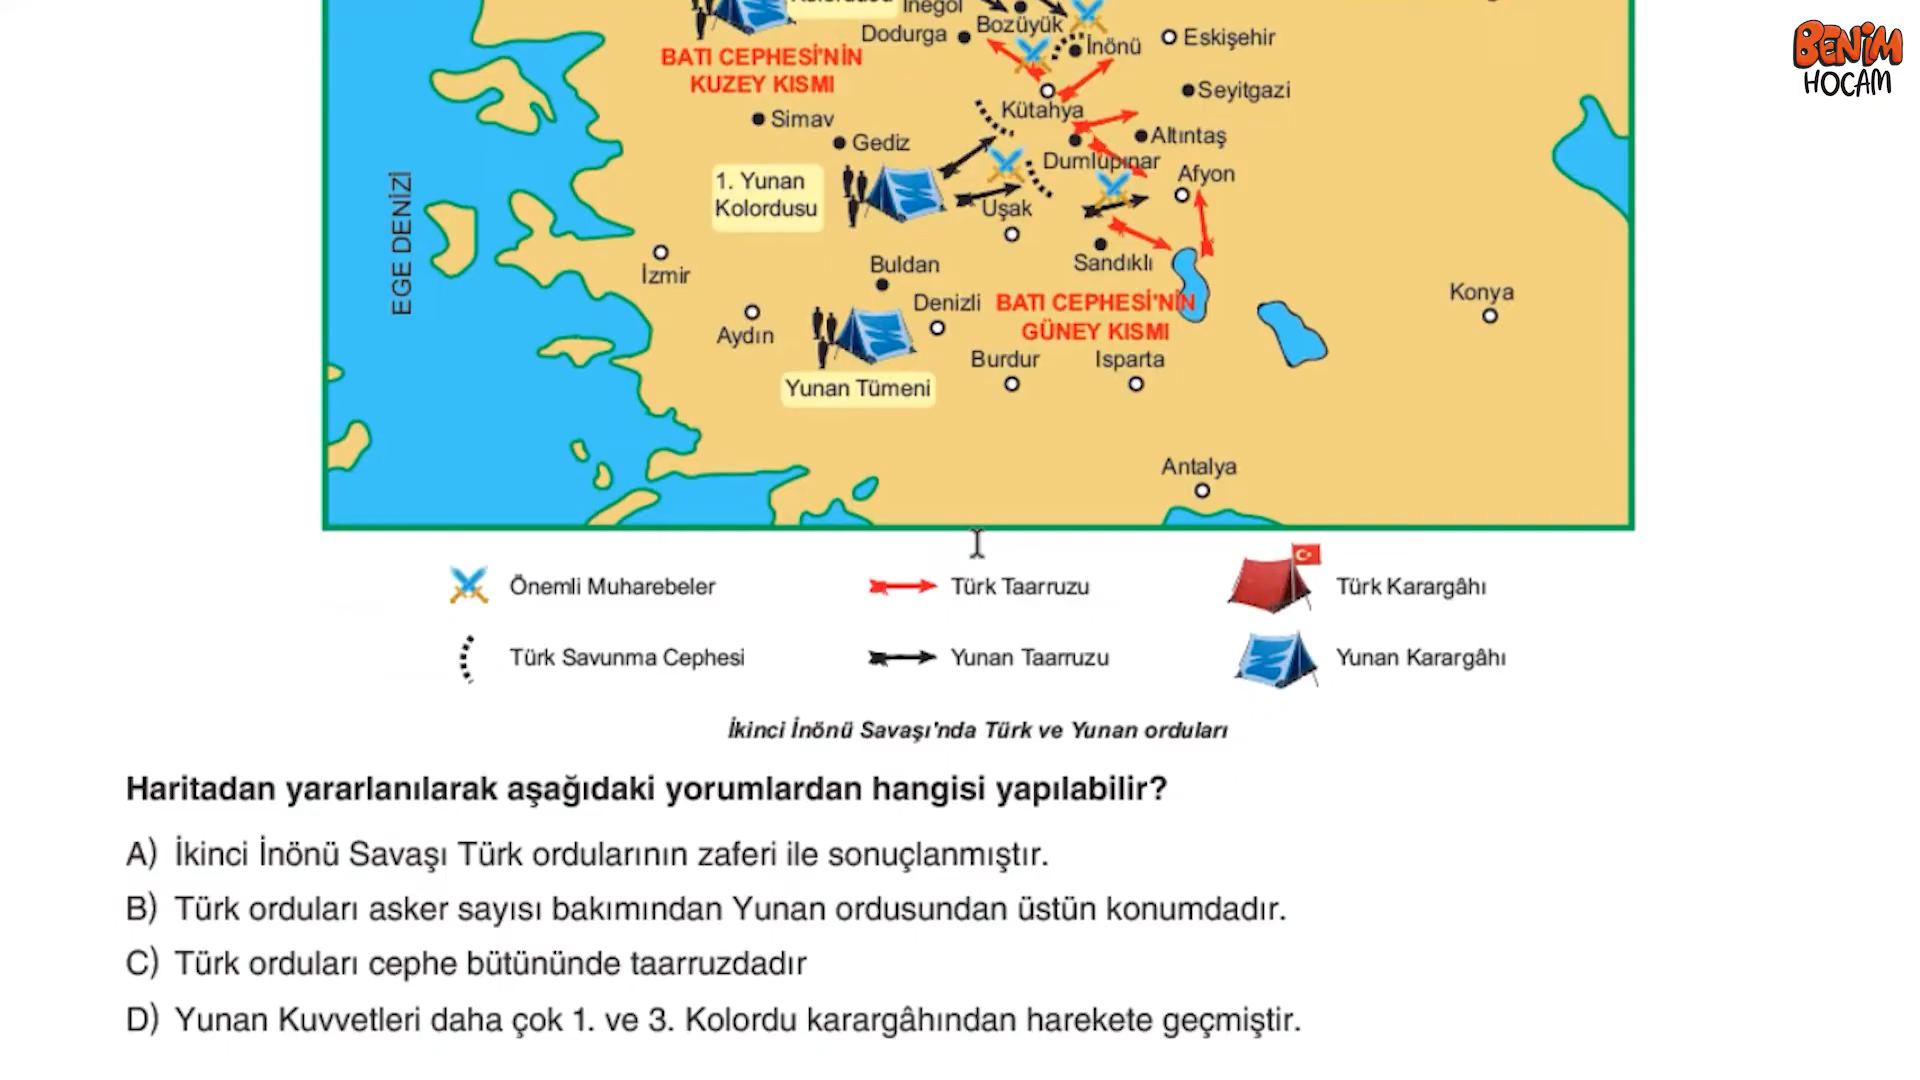 Kolordusu
İnegöl
Bozüyük
Dodurga
İnönü
Eskişehir
BENİM
HOCAM
BATI CEPHESİ'NİN
KUZEY KISMI
Seyitgazi
Kütahya
Simav
Gediz
Altıntaş
Dumlupınar
Afyon
1. Yunan
Kolordusu
Uşak
EGE DENİZİ
İzmir
Buldan
Sandıklı
Denizli
BATI CEPHESİ'NİN
GÜNEY KISMI
Konya
Aydın
Burdur
Isparta
Yunan Tümeni
Antalya
Önemli Muharebeler
Türk Taarruzu
Türk Karargâhı
Türk Savunma Cephesi
Yunan Taarruzu
Yunan Karargâhı
İkinci İnönü Savaşı'nda Türk ve Yunan orduları
Haritadan yararlanılarak aşağıdaki yorumlardan hangisi yapılabilir?
A) İkinci İnönü Savaşı Türk ordularının zaferi ile sonuçlanmıştır.
B) Türk orduları asker sayısı bakımından Yunan ordusundan üstün konumdadır.
C) Türk orduları cephe bütününde taarruzdadır
D) Yunan Kuvvetleri daha çok 1. ve 3. Kolordu karargâhından harekete geçmiştir.